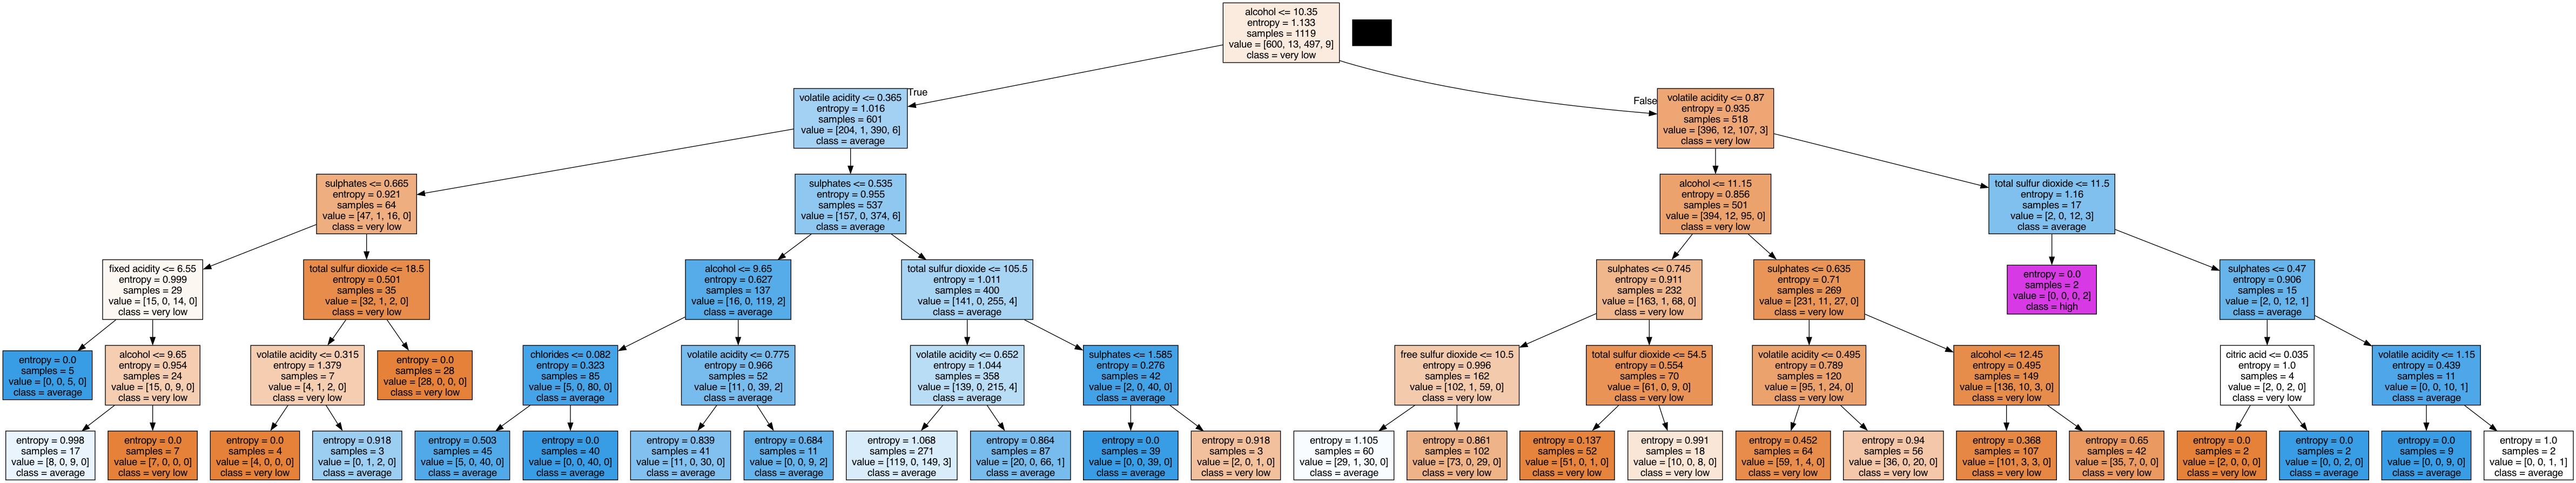 alcohol <= 10.35
entropy = 1.133
samples = 1119
value = [600, 13, 497, 9]
class = very low
True
False
volatile acidity <= 0.365
entropy = 1.016
samples = 601
value = [204, 1, 390, 6]
class = average
volatile acidity <= 0.87
entropy = 0.935
samples = 518
value = [396, 12, 107, 3]
class = very low
sulphates <= 0.665
entropy = 0.921
samples = 64
value = [47, 1, 16, 0]
class = very low
sulphates <= 0.535
entropy = 0.955
samples = 537
value = [157, 0, 374, 6]
class = average
alcohol <= 11.15
entropy = 0.856
samples = 501
value = [394, 12, 95, 0]
class = very low
total sulfur dioxide <= 11.5
entropy = 1.16
samples = 17
value = [2, 0, 12, 3]
class = average
fixed acidity <= 6.55
entropy = 0.999
samples = 29
value = [15, 0, 14, 0]
class = very low
total sulfur dioxide <= 18.5
entropy = 0.501
samples = 35
value = [32, 1, 2, 0]
class = very low
alcohol <= 9.65
entropy = 0.627
samples = 137
value = [16, 0, 119, 2]
class = average
total sulfur dioxide <= 105.5
entropy = 1.011
samples = 400
value = [141, 0, 255, 4]
class = average
sulphates <= 0.745
entropy = 0.911
samples = 232
value = [163, 1, 68, 0]
class = very low
sulphates <= 0.635
entropy = 0.71
samples = 269
value = [231, 11, 27, 0]
class = very low
entropy = 0.0
samples = 2
value = [0, 0, 0, 2]
class = high
sulphates <= 0.47
entropy = 0.906
samples = 15
value = [2, 0, 12, 1]
class = average
entropy = 0.0
samples = 5
value = [0, 0, 5, 0]
class = average
alcohol <= 9.65
entropy = 0.954
samples = 24
value = [15, 0, 9, 0]
class = very low
volatile acidity <= 0.315
entropy = 1.379
samples = 7
value = [4, 1, 2, 0]
class = very low
entropy = 0.0
samples = 28
value = [28, 0, 0, 0]
class = very low
chlorides <= 0.082
entropy = 0.323
samples = 85
value = [5, 0, 80, 0]
class = average
volatile acidity <= 0.775
entropy = 0.966
samples = 52
value = [11, 0, 39, 2]
class = average
volatile acidity <= 0.652
entropy = 1.044
samples = 358
value = [139, 0, 215, 4]
class = average
sulphates <= 1.585
entropy = 0.276
samples = 42
value = [2, 0, 40, 0]
class = average
free sulfur dioxide <= 10.5
entropy = 0.996
samples = 162
value = [102, 1, 59, 0]
class = very low
total sulfur dioxide <= 54.5
entropy = 0.554
samples = 70
value = [61, 0, 9, 0]
class = very low
volatile acidity <= 0.495
entropy = 0.789
samples = 120
value = [95, 1, 24, 0]
class = very low
alcohol <= 12.45
entropy = 0.495
samples = 149
value = [136, 10, 3, 0]
class = very low
citric acid <= 0.035
entropy = 1.0
samples = 4
value = [2, 0, 2, 0]
class = very low
volatile acidity <= 1.15
entropy = 0.439
samples = 11
value = [0, 0, 10, 1]
class = average
entropy = 0.998
samples = 17
value = [8, 0, 9, 0]
class = average
entropy = 0.0
samples = 7
value = [7, 0, 0, 0]
class = very low
entropy = 0.0
samples = 4
value = [4, 0, 0, 0]
class = very low
entropy = 0.918
samples = 3
value = [0, 1, 2, 0]
class = average
entropy = 0.503
samples = 45
value = [5, 0, 40, 0]
class = average
entropy = 0.0
samples = 40
value = [0, 0, 40, 0]
class = average
entropy = 0.839
samples = 41
value = [11, 0, 30, 0]
class = average
entropy = 0.684
samples = 11
value = [0, 0, 9, 2]
class = average
entropy = 1.068
samples = 271
value = [119, 0, 149, 3]
class = average
entropy = 0.864
samples = 87
value = [20, 0, 66, 1]
class = average
entropy = 0.0
samples = 39
value = [0, 0, 39, 0]
class = average
entropy = 0.918
samples = 3
value = [2, 0, 1, 0]
class = very low
entropy = 1.105
samples = 60
value = [29, 1, 30, 0]
class = average
entropy = 0.861
samples = 102
value = [73, 0, 29, 0]
class = very low
entropy = 0.137
samples = 52
value = [51, 0, 1, 0]
class = very low
entropy = 0.991
samples = 18
value = [10, 0, 8, 0]
class = very low
entropy = 0.452
samples = 64
value = [59, 1, 4, 0]
class = very low
entropy = 0.94
samples = 56
value = [36, 0, 20, 0]
class = very low
entropy = 0.368
samples = 107
value = [101, 3, 3, 0]
class = very low
entropy = 0.65
samples = 42
value = [35, 7, 0, 0]
class = very low
entropy = 0.0
samples = 2
value = [2, 0, 0, 0]
class = very low
entropy = 0.0
samples = 2
value = [0, 0, 2, 0]
class = average
entropy = 0.0
samples = 9
value = [0, 0, 9, 0]
class = average
entropy = 1.0
samples = 2
value = [0, 0, 1, 1]
class = average